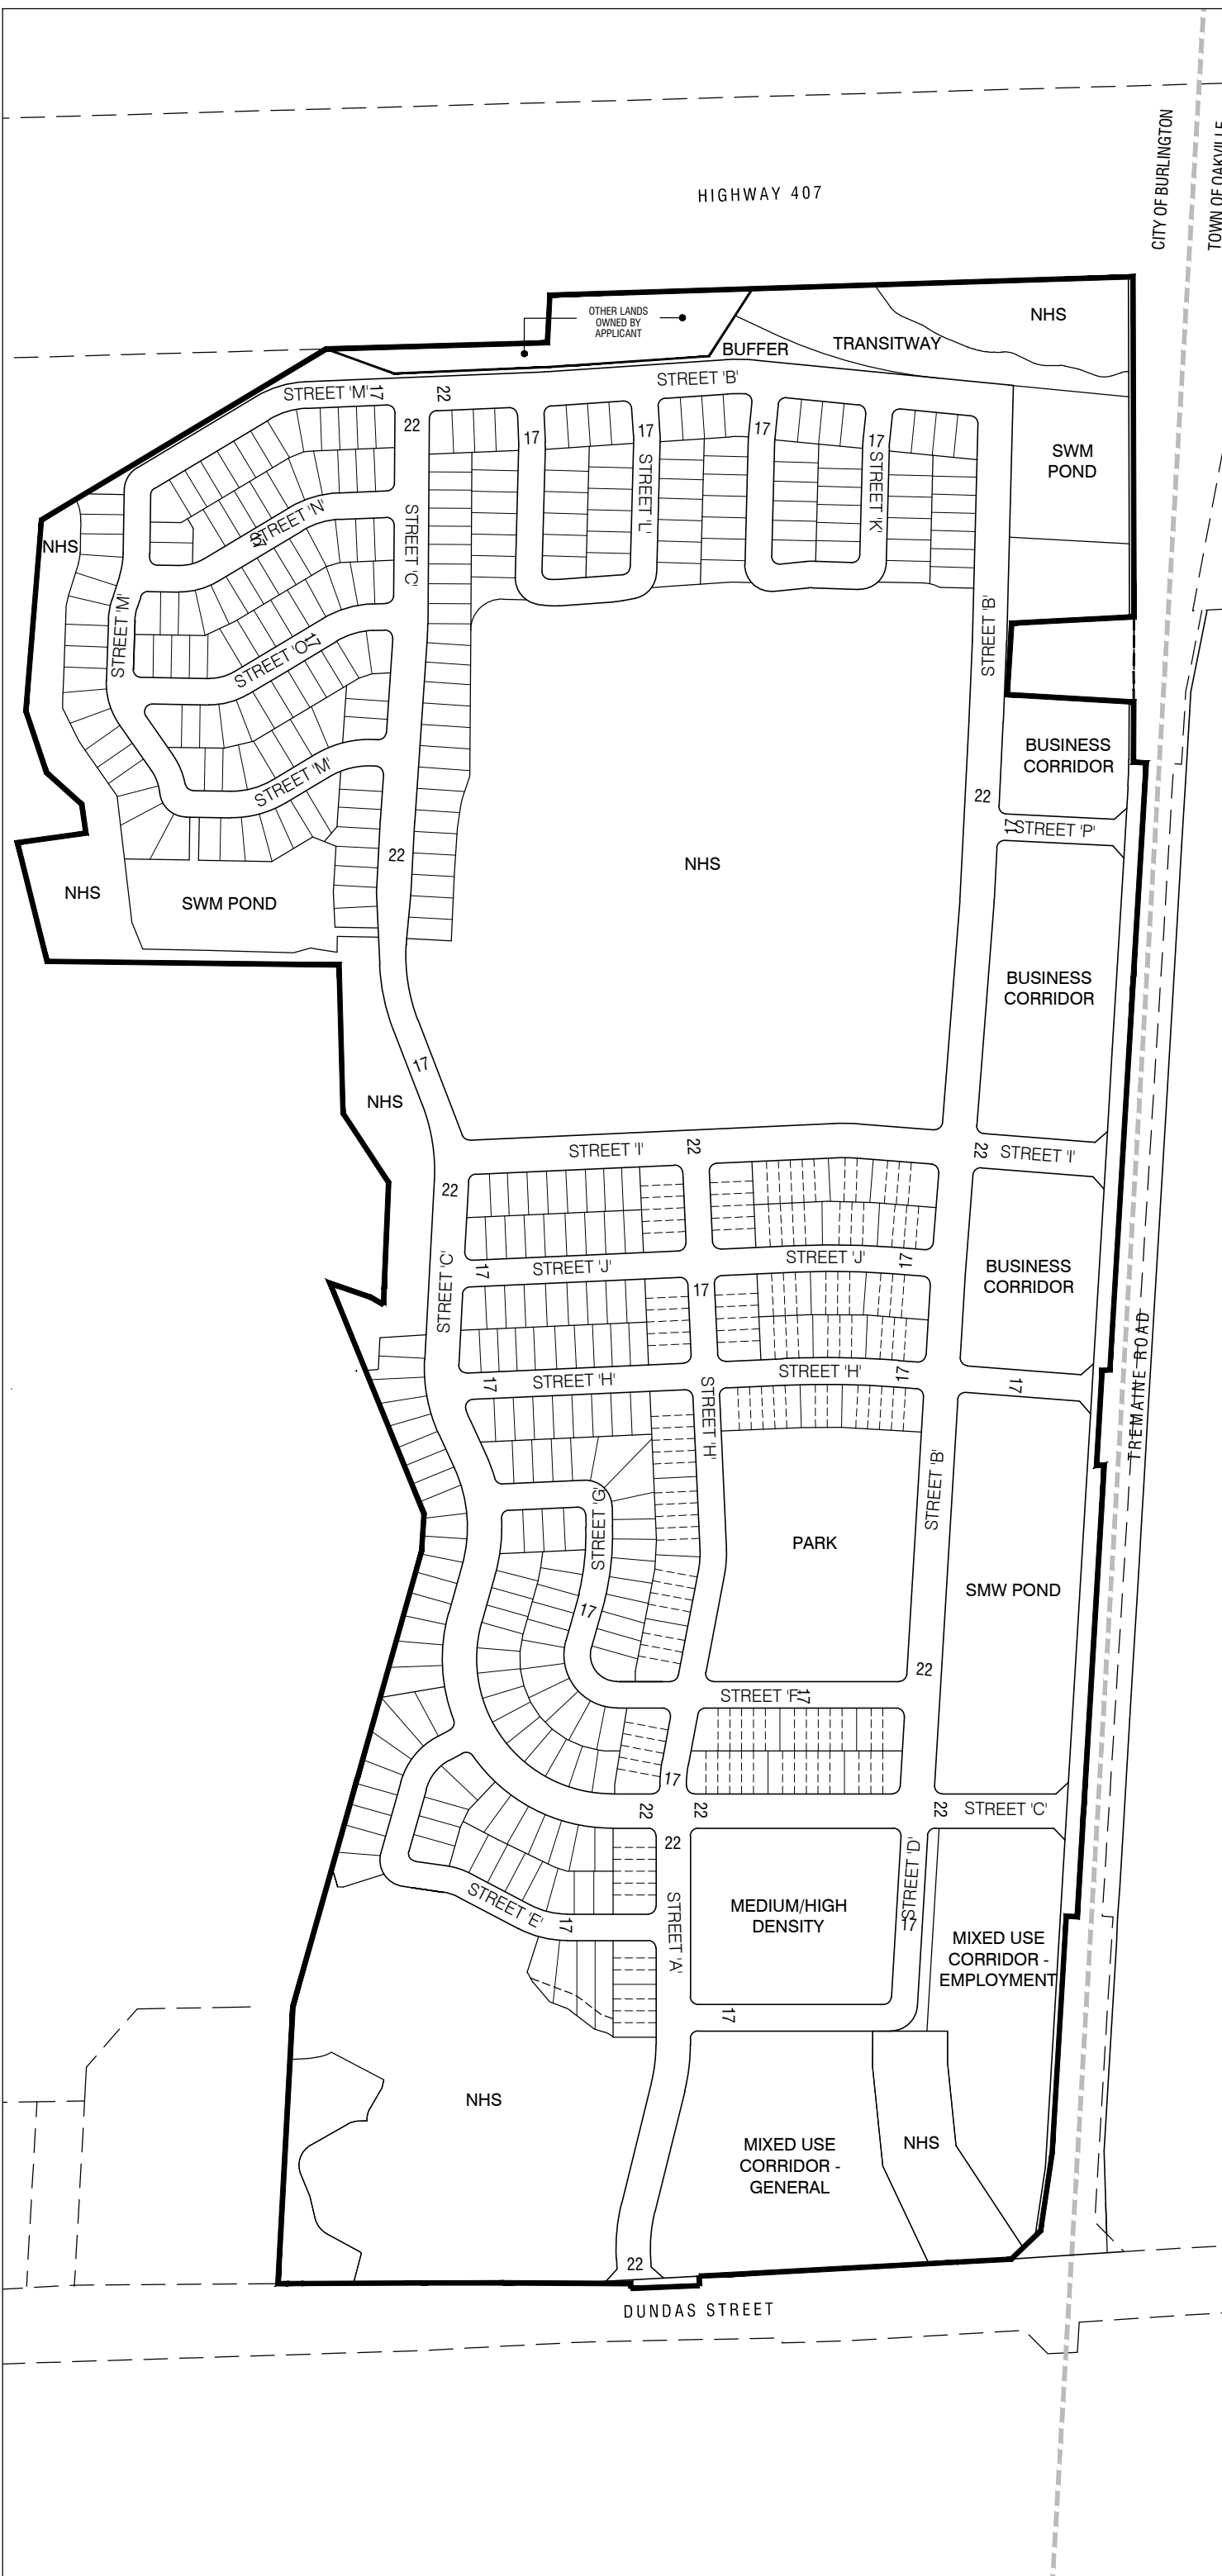 CITY OF BURLINGTON
TOWN OF OAKVILLE
HIGHWAY 407
OTHER LANDS
OWNED BY
APPLICANT
NHS
BUFFER
TRANSITWAY
STREET 'M'
17
22
STREET 'B'
22
17
17
17
17
STREET 'L'
STREET 'K'
SWM
POND
STREET 'N'
17
STREET 'C'
NHS
STREET 'M'
STREET 'O'
17
STREET 'B'
STREET 'M'
BUSINESS
CORRIDOR
22
17
STREET 'P'
22
NHS
NHS
SWM POND
BUSINESS
CORRIDOR
17
NHS
STREET 'I'
22
22
STREET 'I'
22
STREET 'C'
17
STREET 'J'
STREET 'J'
17
17
BUSINESS
CORRIDOR
TREMAINE ROAD
17
STREET 'H'
STREET 'H'
17
17
STREET 'H'
STREET 'G'
STREET 'B'
PARK
17
SMW POND
22
STREET 'F'
17
17
22
22
22
STREET 'C'
22
STREET 'D'
17
MEDIUM/HIGH
DENSITY
STREET 'A'
STREET 'E'
17
MIXED USE
CORRIDOR -
EMPLOYMENT
17
NHS
MIXED USE
CORRIDOR -
GENERAL
NHS
22
DUNDAS STREET